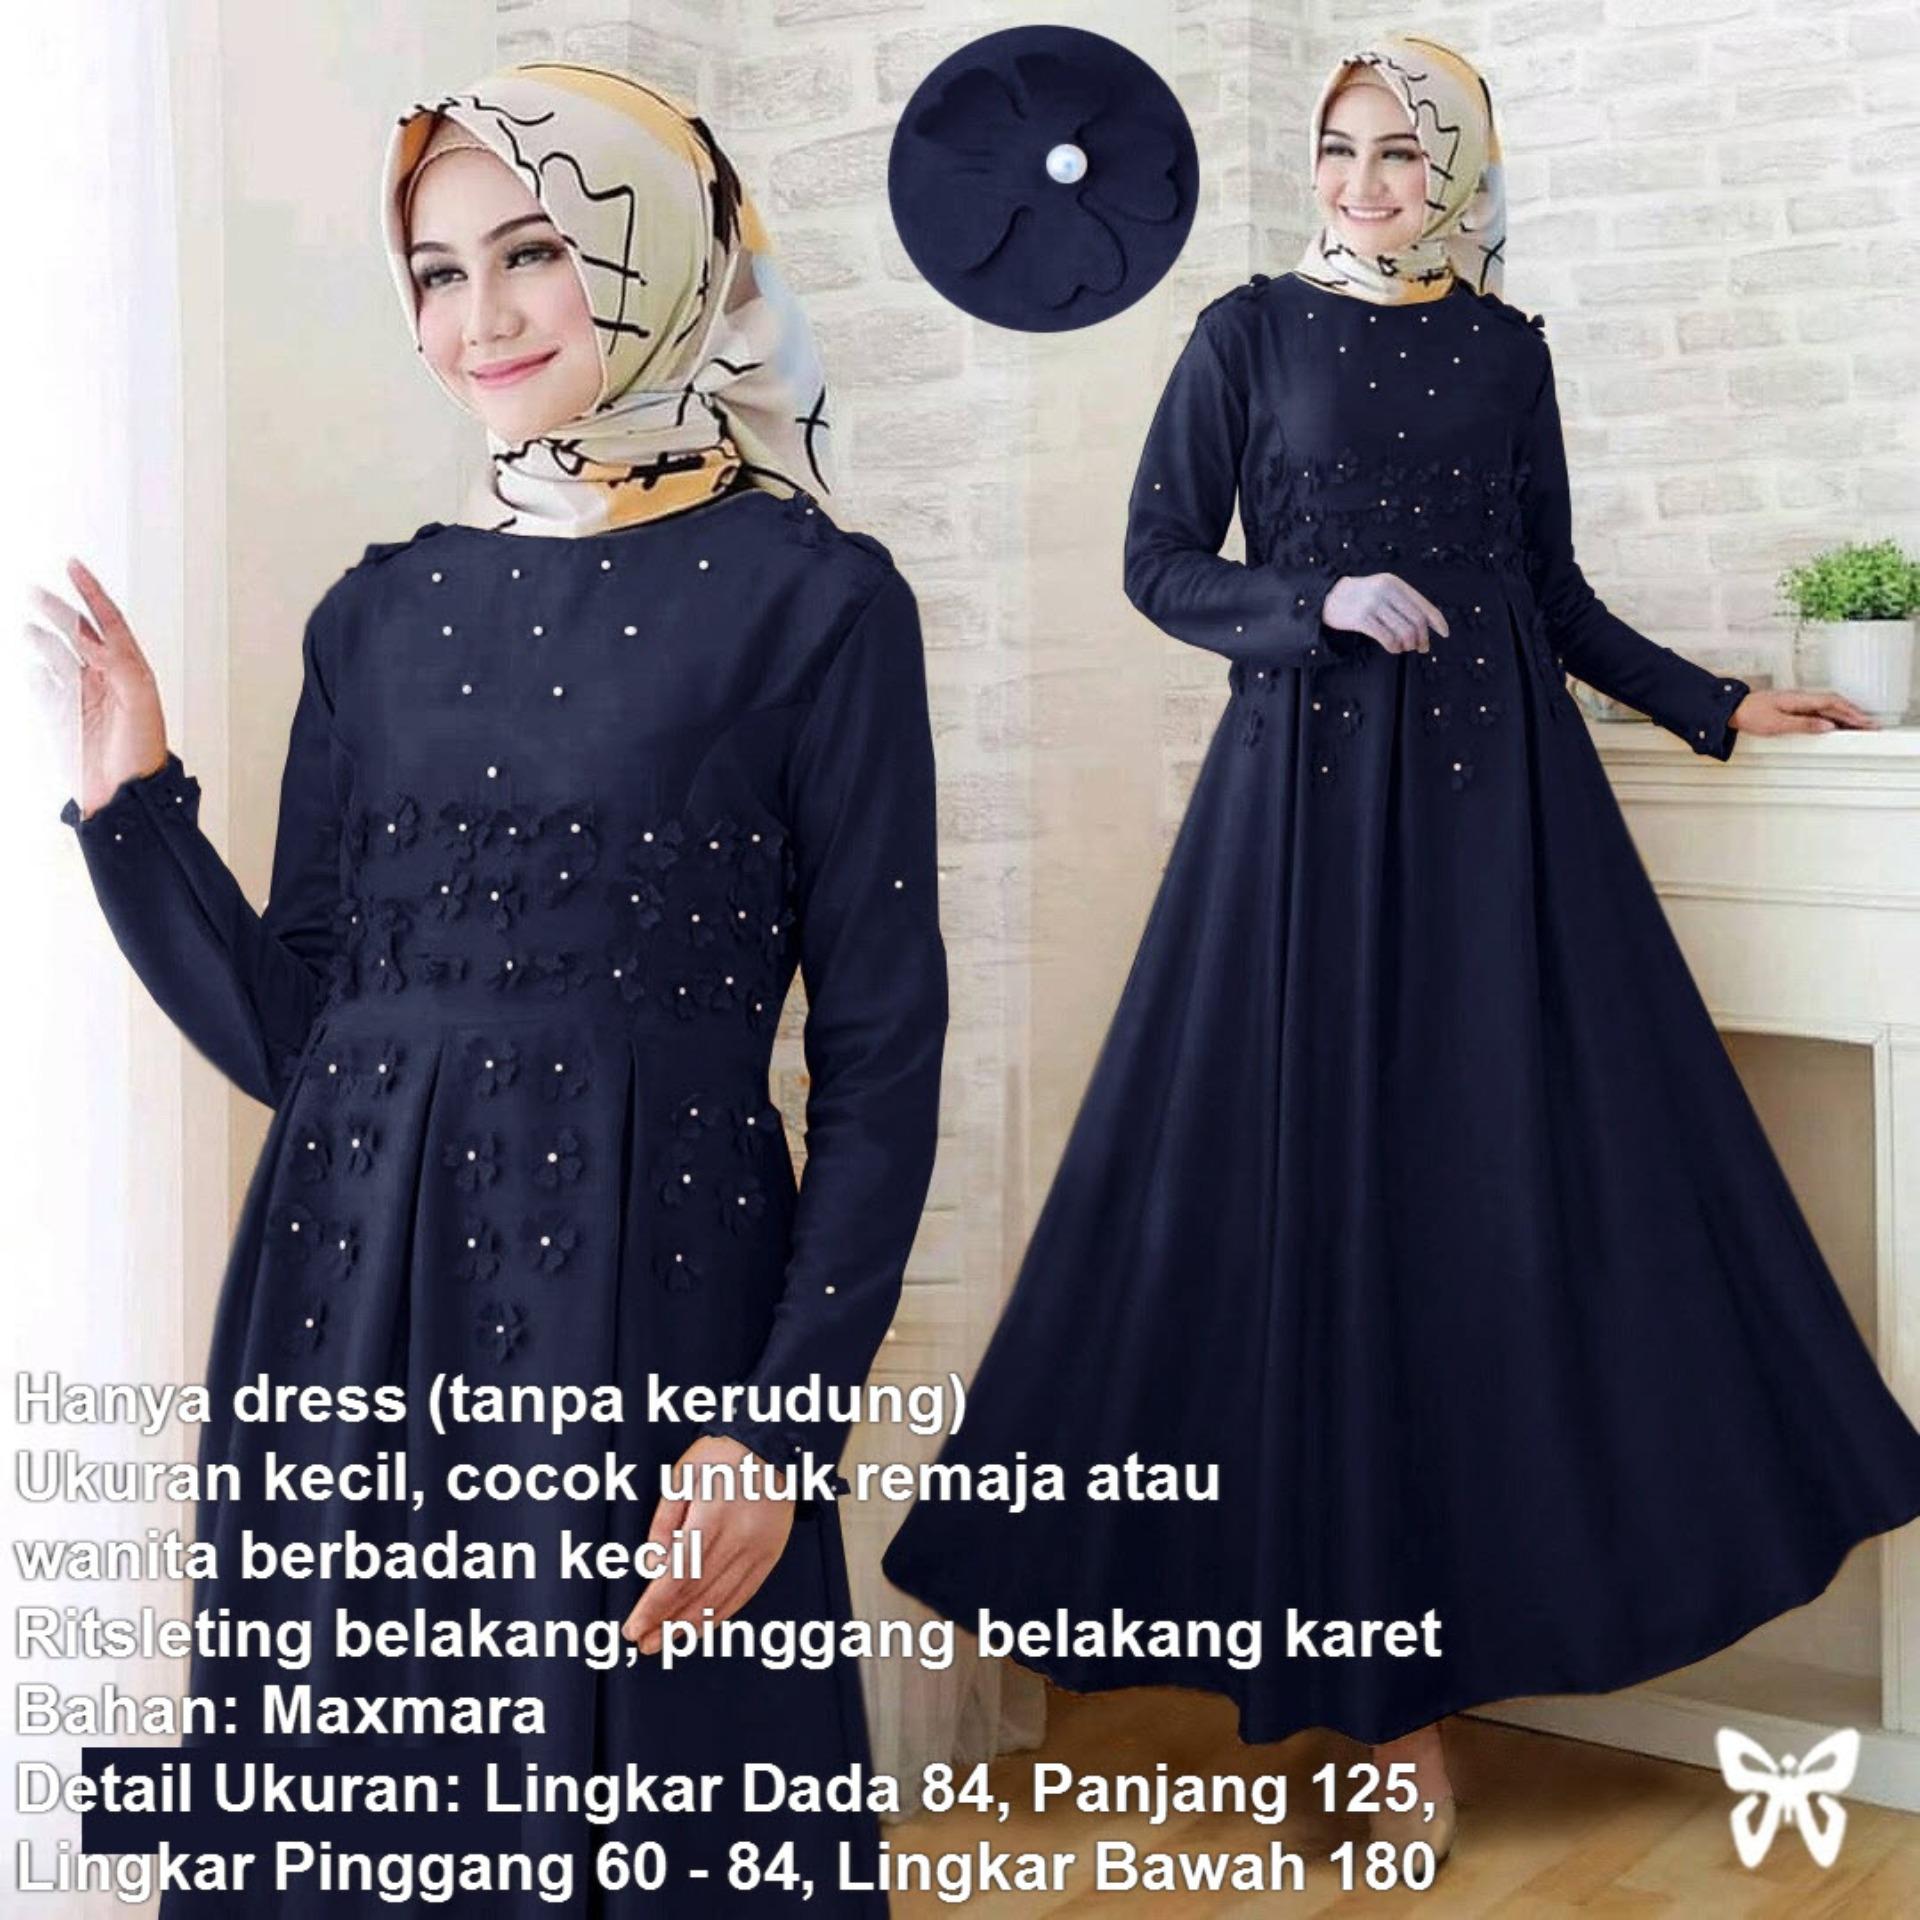 Hanya dress (tanpa kerudung)
Ukuran kecil, cocok untuk remaja atau
wanita berbadan kecil
Ritsleting belakang, pinggang belakang karet
Bahan: Maxmara
Detail Ukuran: Lingkar Dada 84, Panjang 125,
Lingkar Pinggang 60 - 84, Lingkar Bawah 180